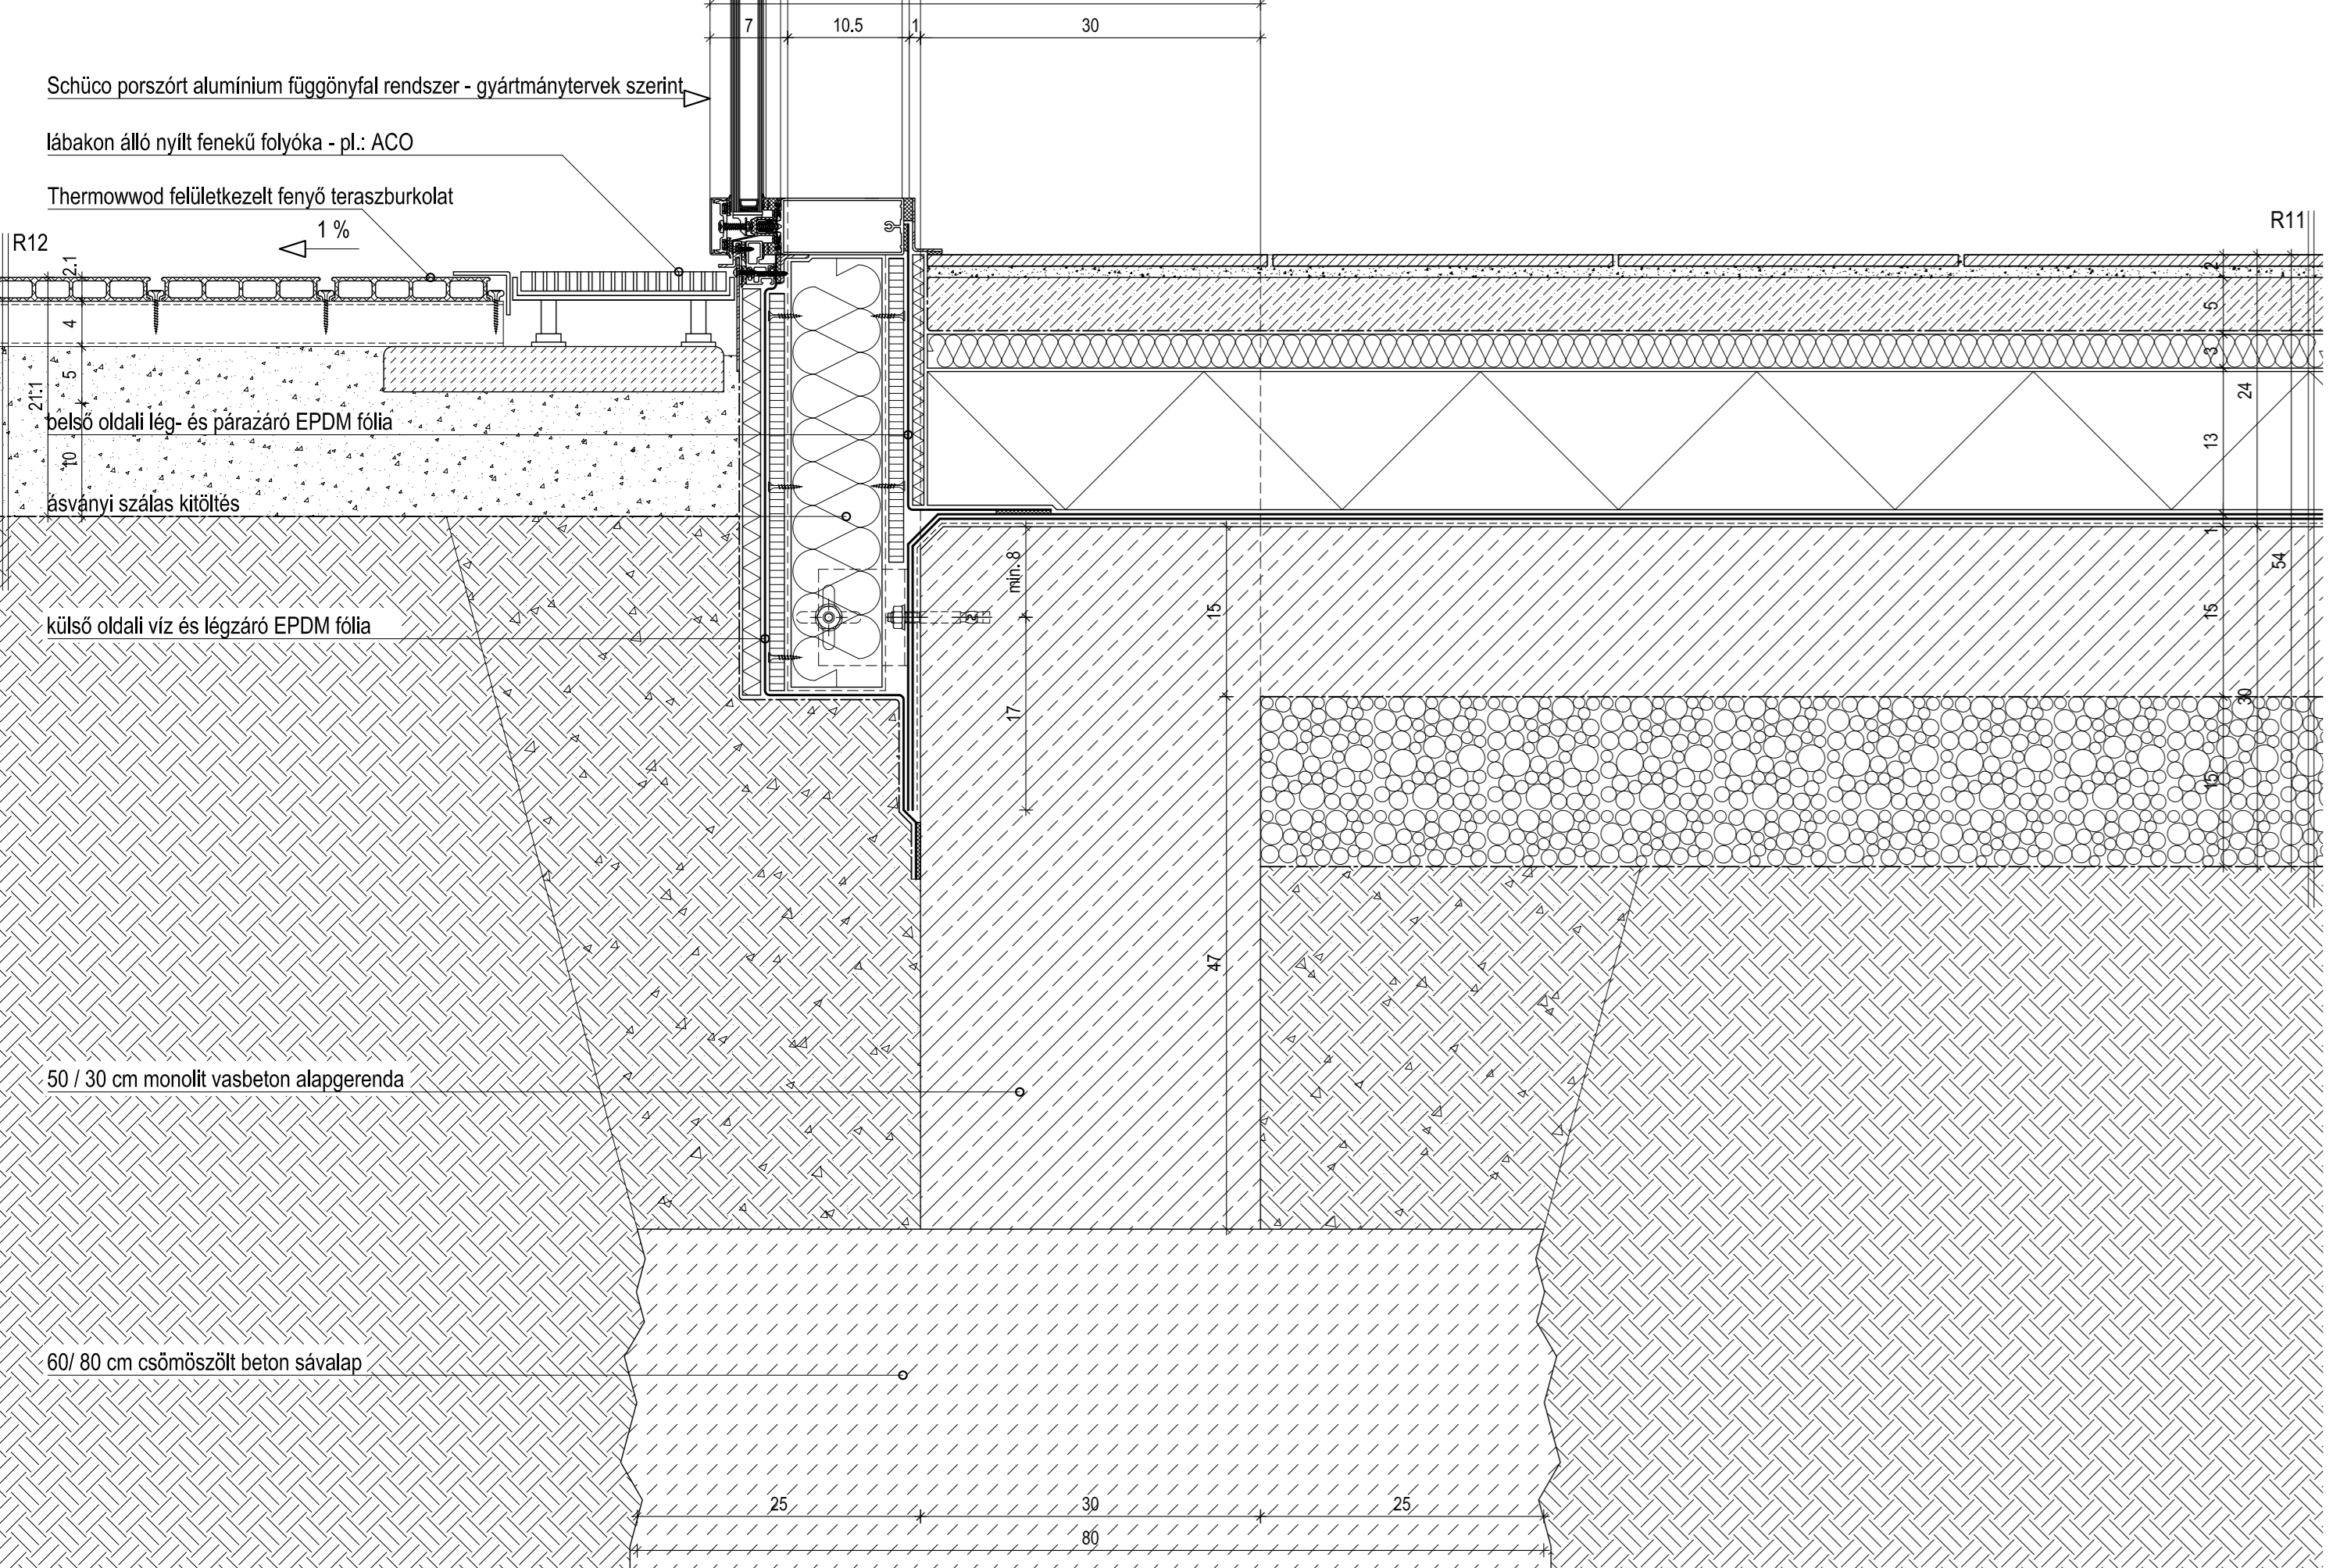 7 10.5 1 30
Schüco porszórt alumínium függönyfal rendszer - gyártmánytervek szerint
lábakon álló nyílt fenekű folyóka - pl.: ACO
Thermowwod felületkezelt fenyő teraszburkolat
1 %
R12
R11
2.1
4
5
10
21.1
belső oldali lég- és párazáró EPDM fólia
ásványi szálas kitöltés
külső oldali víz és légzáró EPDM fólia
min. 8
17
15
47
2
5
3
13
1
15
15
24
30
54
50 / 30 cm monolit vasbeton alapgerenda
60/ 80 cm csömöszölt beton sávalap
25 30 25
80